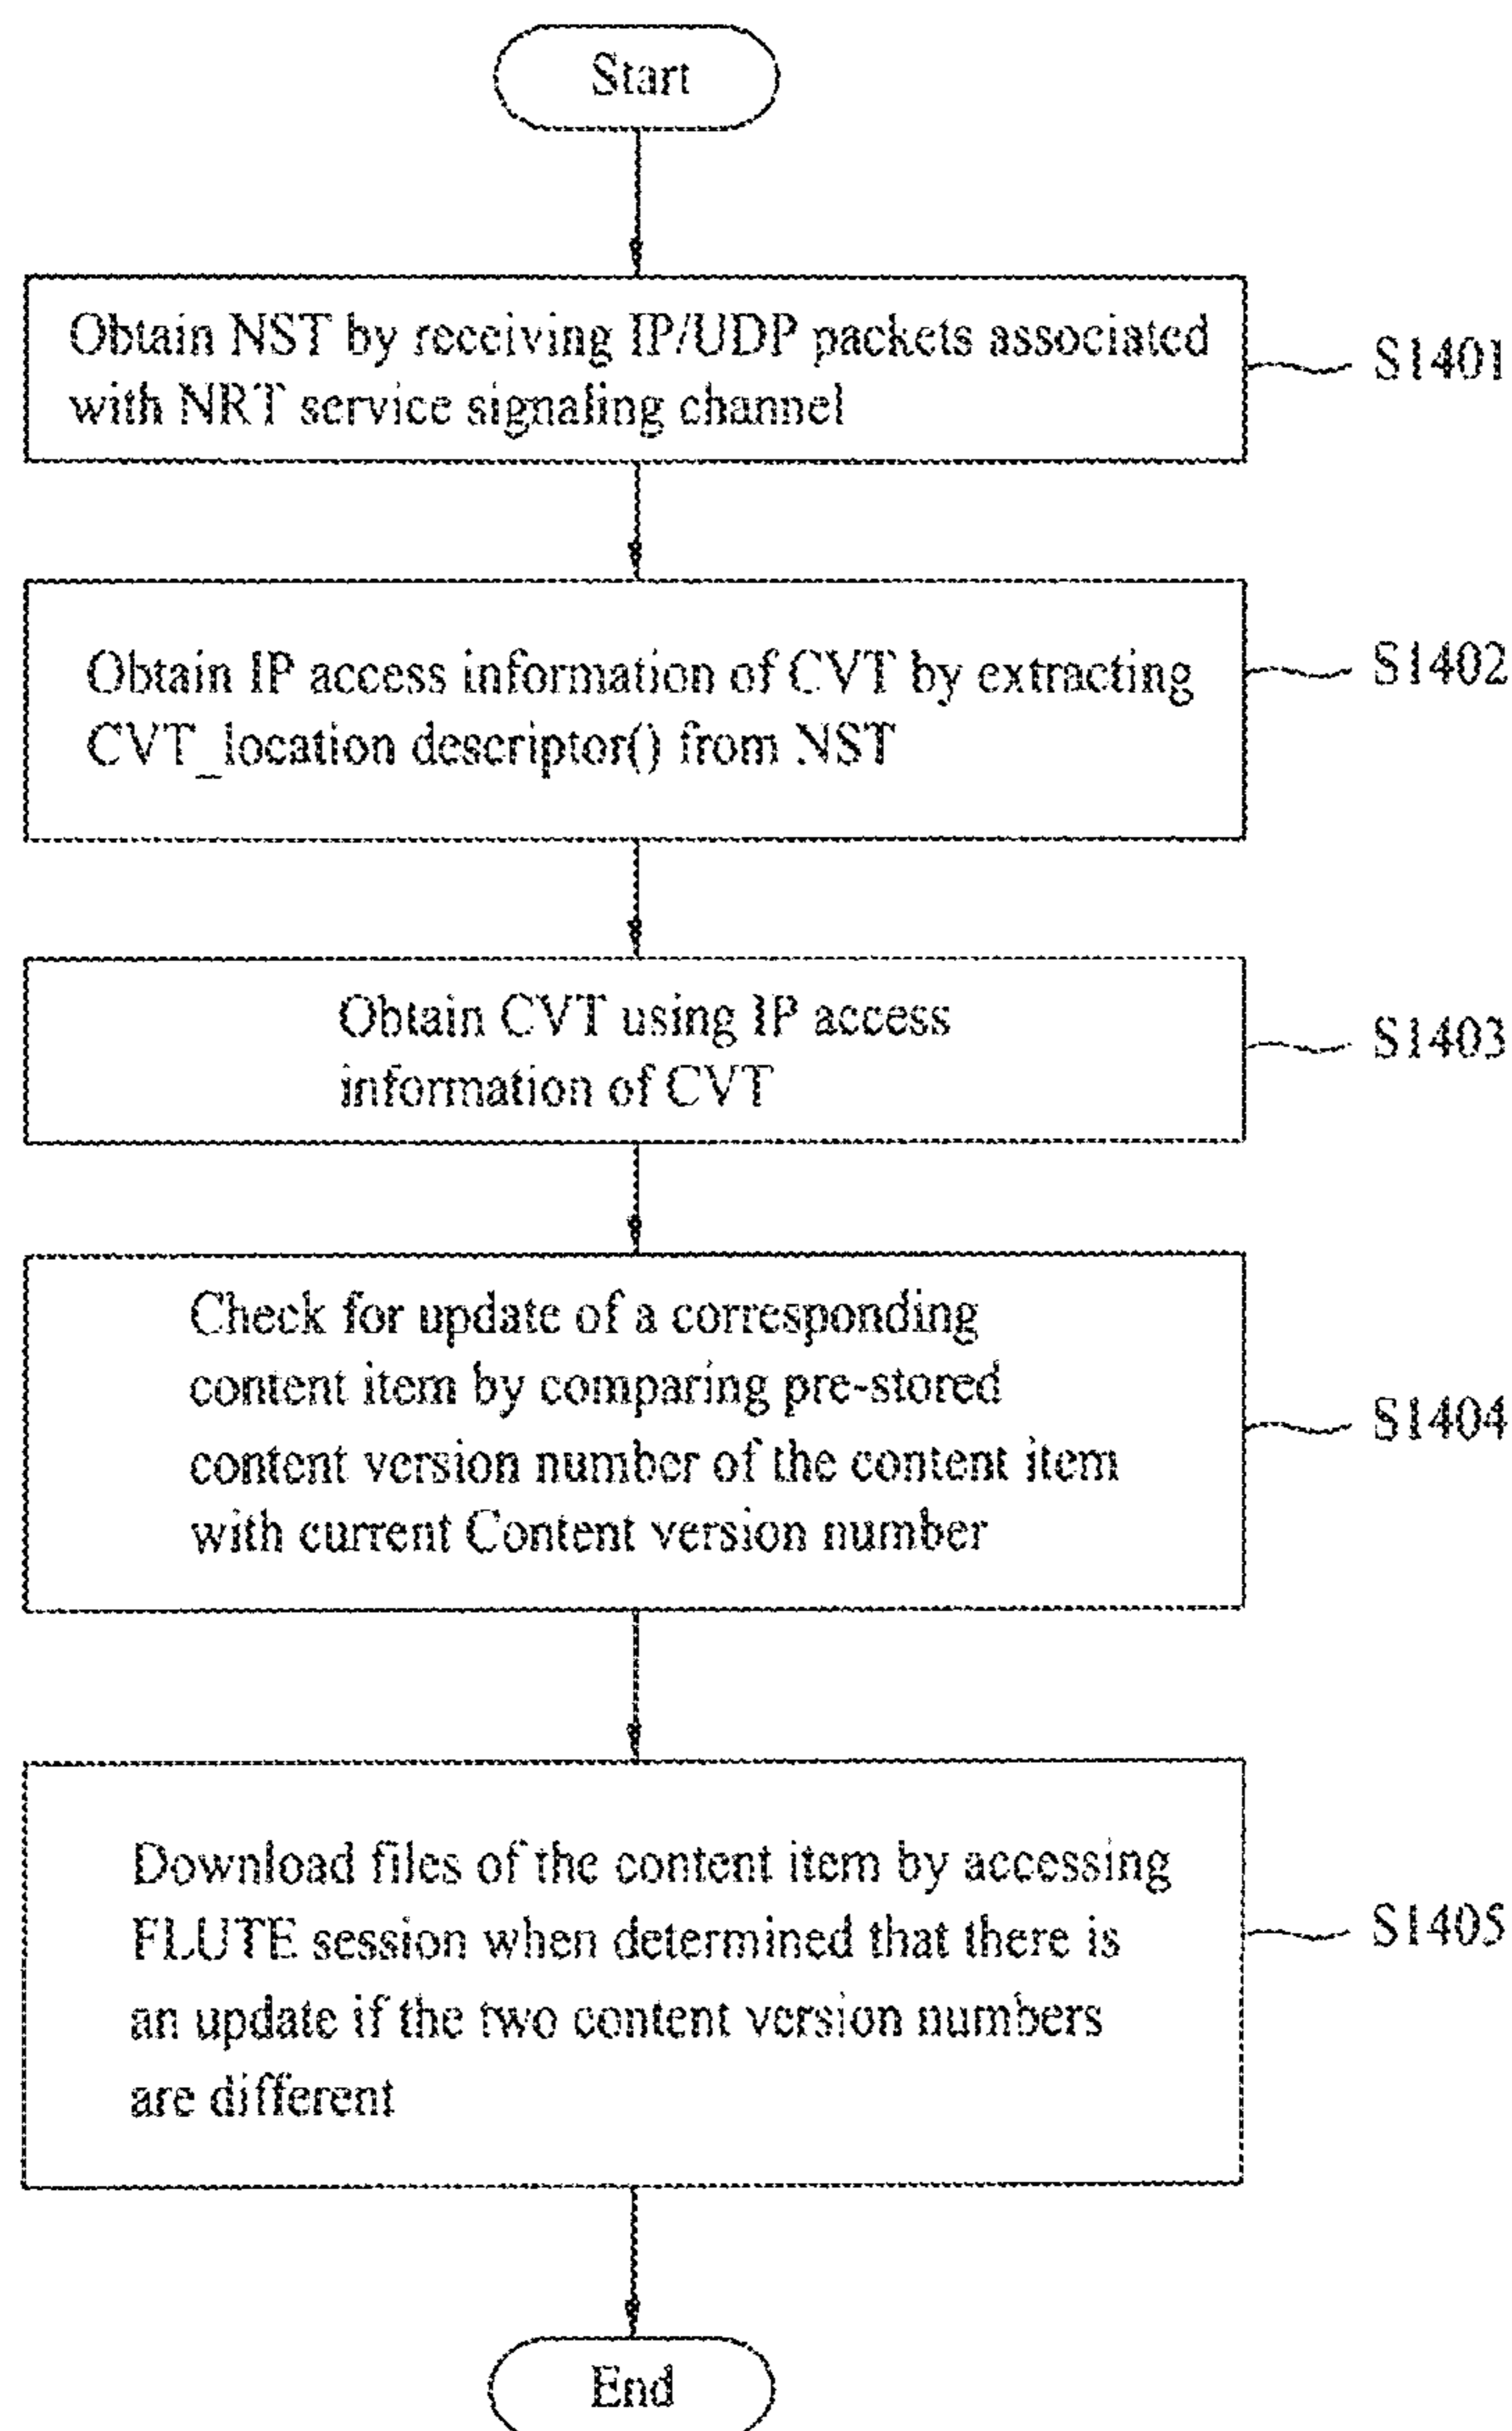 Start
Obtain NST by receiving IP/UDP packets associated
with NRT service signaling channel
S1401
Obtain IP access information of CVT by extracting
CVT_location descriptor() from NST
S1402
Obtain CVT using IP access
information of CVT
S1403
Check for update of a corresponding
content item by comparing pre-stored
content version number of the content item
with current Content version number
S1404
Download files of the content item by accessing
FLUTE session when determined that there is
an update if the two content version numbers
are different
S1405
End